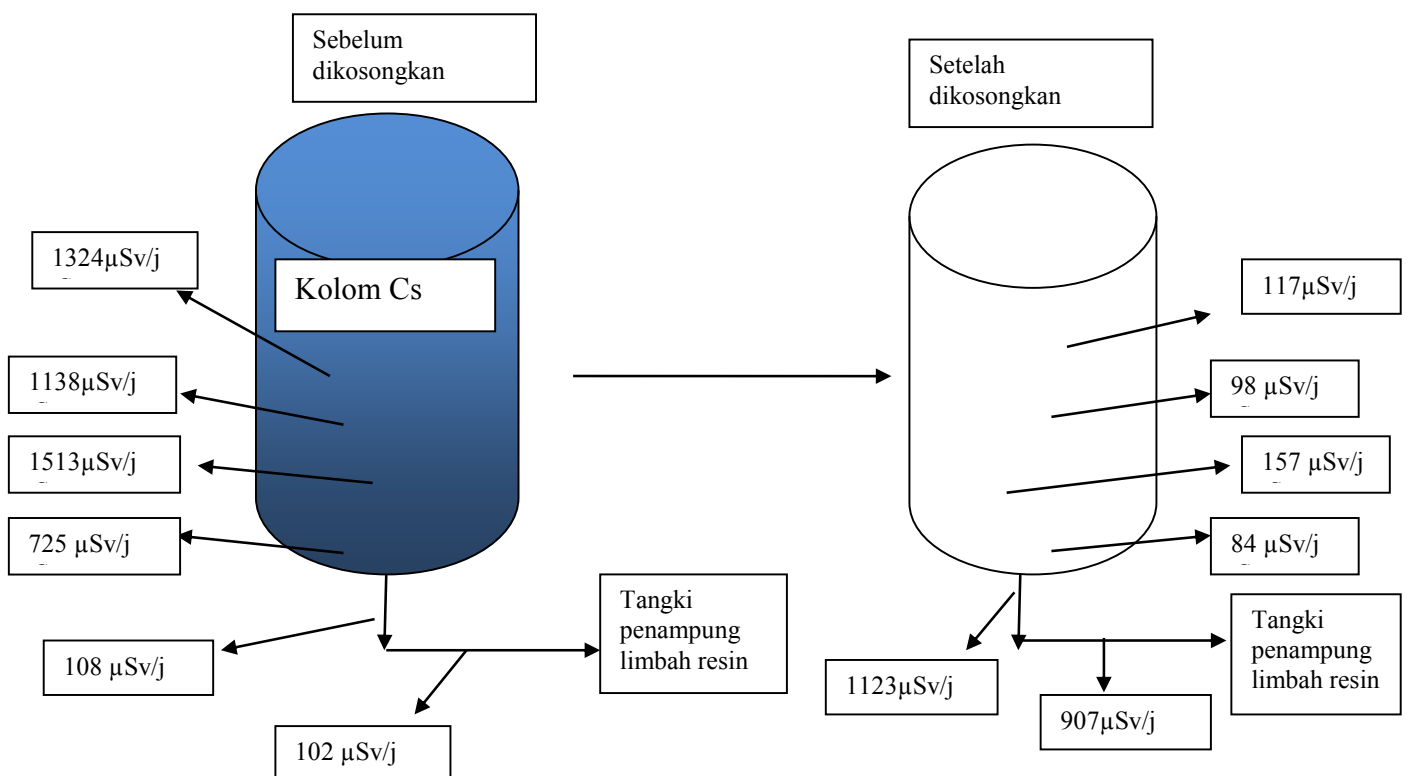 Sebelum
dikosongkan
Setelah
dikosongkan
1324µSv/j
Kolom Cs
1138µSv/j
1513µSv/j
725 µSv/j
108 µSv/j
102 µSv/j
Tangki
penampung
limbah resin
117µSv/j
98 µSv/j
157 µSv/j
84 µSv/j
1123µSv/j
907µSv/j
Tangki
penampung
limbah resin